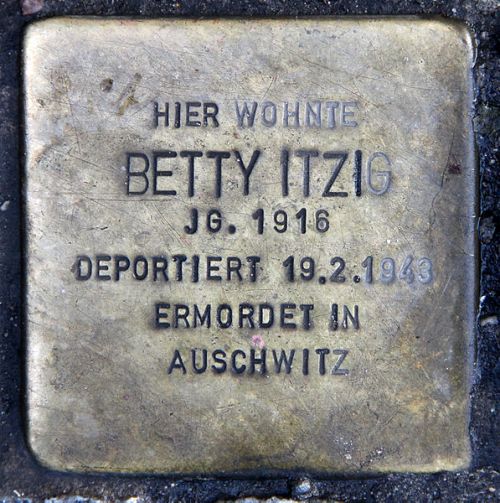 HIER WOHNTE
BETTY ITZIG
JG. 1916
DEPORTIERT 19.2.1943
ERMORDET IN
AUSCHWITZ